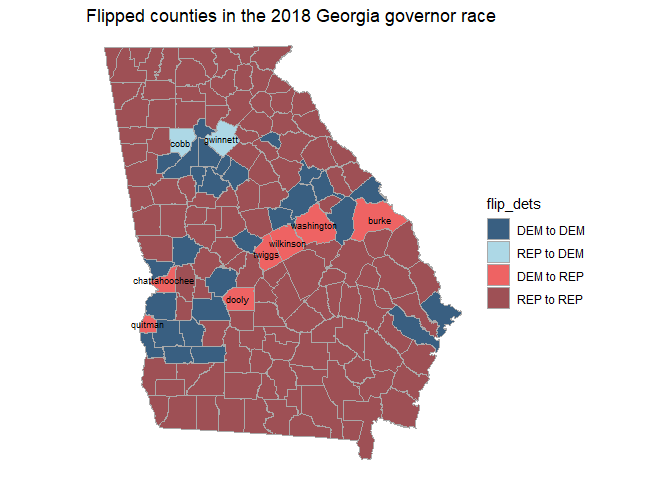 Flipped counties in the 2018 Georgia governor race
cobb
gwinnett
washington
burke
wilkinson
twiggs
chattahoochee
dooly
quitman
flip_dets
DEM to DEM
REP to DEM
DEM to REP
REP to REP